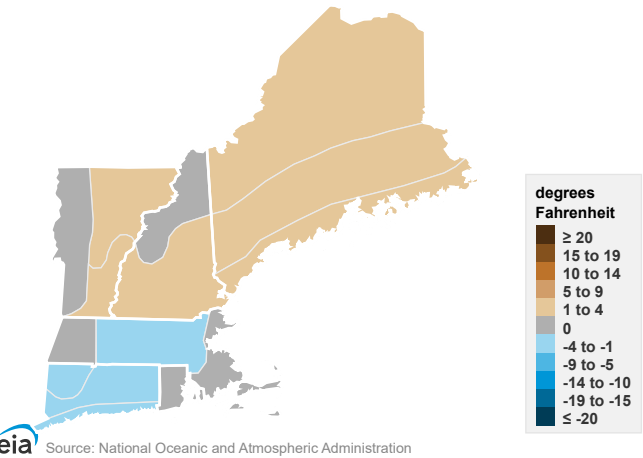 degrees
Fahrenheit
≥ 20
15 to 19
10 to 14
5 to 9
1 to 4
0
-4 to -1
-9 to -5
-14 to -10
-19 to -15
≤ -20
eia
Source: National Oceanic and Atmospheric Administration